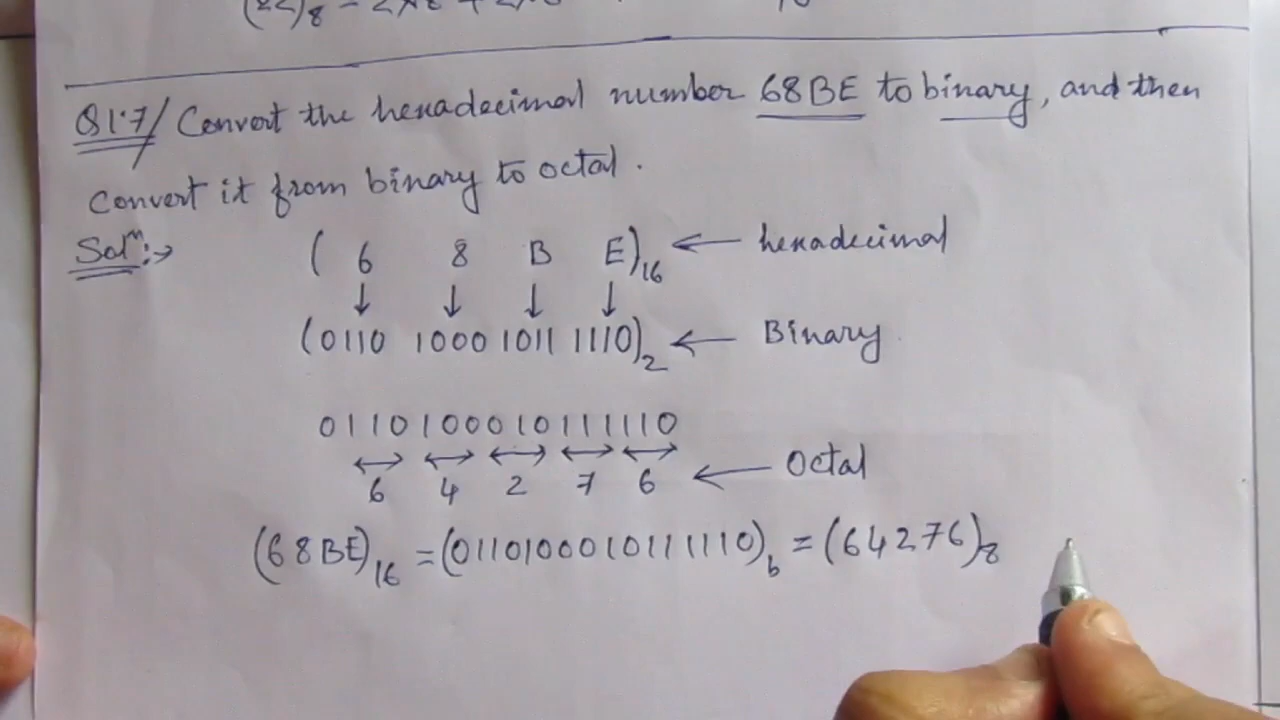 (22)8
Q1.7/ Convert the hexadecimal number 68BE to binary, and then
Convert it from binary to octal.
Solⁿ:→ ( 6 8 B E)16 ← hexadecimal
↓ ↓ ↓ ↓
(0110 1000 1011 1110)2 ← Binary
0110100010111110
6 4 2 7 6 ← Octal
(68BE)16 = (0110100010111110)b = (64276)8